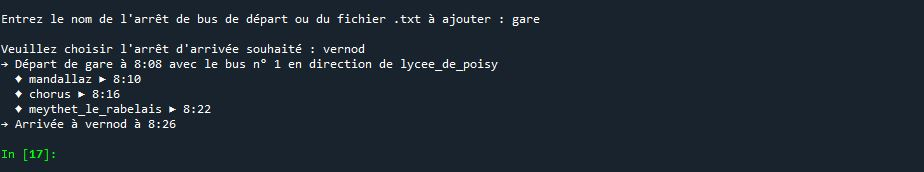 Entrez le nom de l'arrêt de bus de départ ou du fichier .txt à ajouter : gare
Veuillez choisir l'arrêt d'arrivée souhaité : vernod
→ Départ de gare à 8:08 avec le bus n° 1 en direction de lycee_de_poisy
♦ mandallaz ► 8:10
♦ chorus ► 8:16
♦ meythet_le_rabelais ► 8:22
→ Arrivée à vernod à 8:26
In [17]: